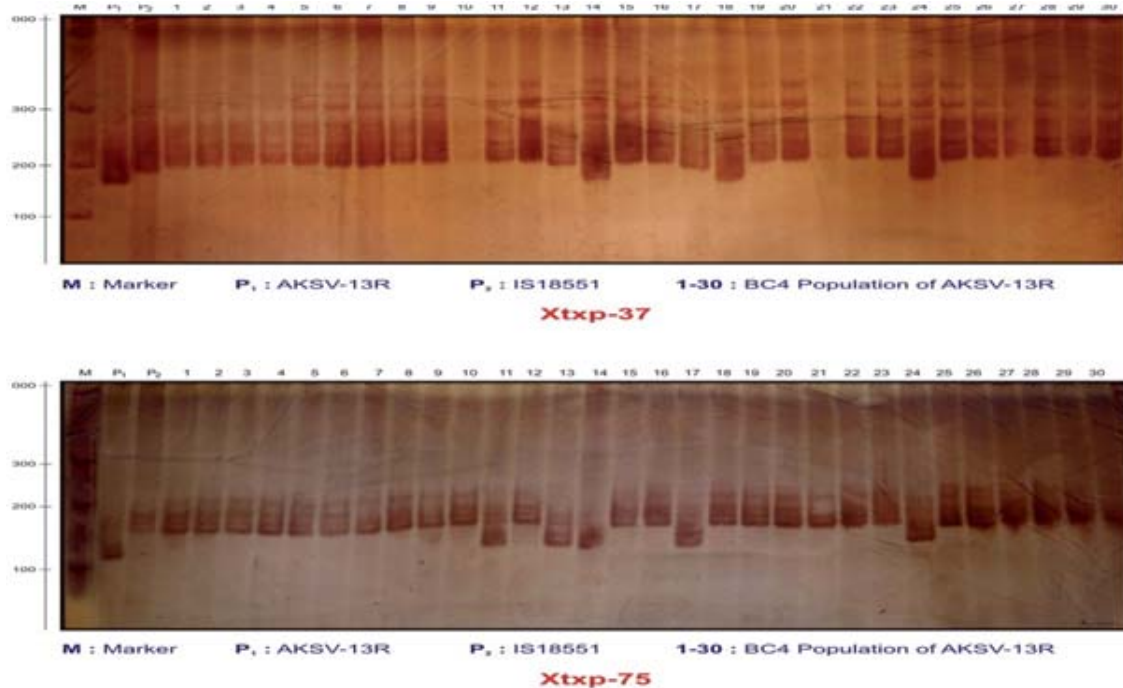 M P₁ P₂ 1 2 3 4 5 6 7 8 9 10 11 12 13 14 15 16 17 18 19 20 21 22 23 24 25 26 27 28 29 30
000
300
200
100
M : Marker P₁ : AKSV-13R P₂ : IS18551 1-30 : BC4 Population of AKSV-13R
Xtxp-37
M P₁ P₂ 1 2 3 4 5 6 7 8 9 10 11 12 13 14 15 16 17 18 19 20 21 22 23 24 25 26 27 28 29 30
000
300
200
100
M : Marker P₁ : AKSV-13R P₂ : IS18551 1-30 : BC4 Population of AKSV-13R
Xtxp-75